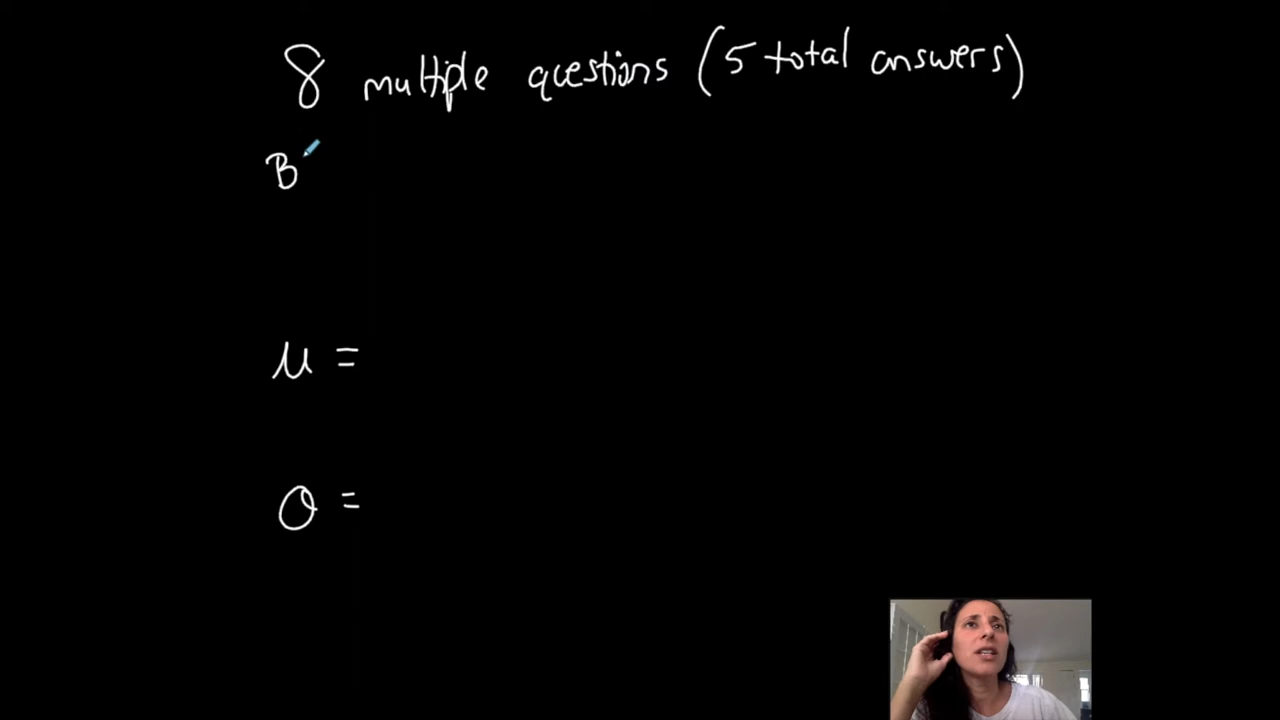 8 multiple questions (5 total answers)
B
μ =
σ =